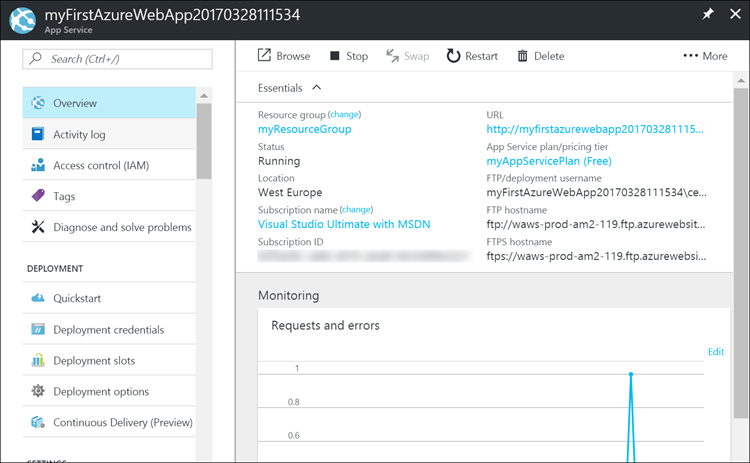 myFirstAzureWebApp20170328111534
App Service
Search (Ctrl+/)
Overview
Activity log
Access control (IAM)
Tags
Diagnose and solve problems
DEPLOYMENT
Quickstart
Deployment credentials
Deployment slots
Deployment options
Continuous Delivery (Preview)
SETTINGS
Browse Stop Swap Restart Delete More
Essentials
Resource group (change)
myResourceGroup
Status
Running
Location
West Europe
Subscription name (change)
Visual Studio Ultimate with MSDN
Subscription ID
URL
http://myfirstazurewebapp201703281115...
App Service plan/pricing tier
myAppServicePlan (Free)
FTP/deployment username
myFirstAzureWebApp20170328111534\ce...
FTP hostname
ftp://waws-prod-am2-119.ftp.azurewebsit...
FTPS hostname
ftps://waws-prod-am2-119.ftp.azurewebsi...
Monitoring
Requests and errors
Edit
1
0.8
0.6